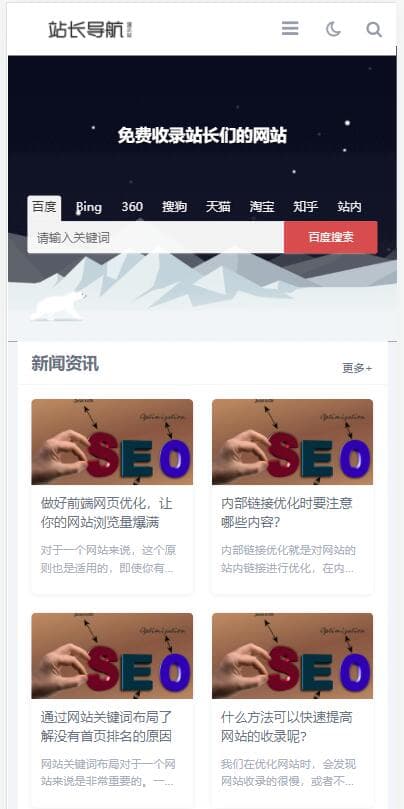 站长导航
免费收录站长们的网站
百度 Bing 360 搜狗 天猫 淘宝 知乎 站内
请输入关键词 百度搜索
新闻资讯 更多+
Optimization
SEO
做好前端网页优化，让
你的网站浏览量爆满
对于一个网站来说，这个原
则也是适用的，即使你有...
Optimization
SEO
内部链接优化时要注意
哪些内容？
内部链接优化就是对网站的
站内链接进行优化，在内...
Optimization
SEO
通过网站关键词布局了
解没有首页排名的原因
网站关键词布局对于一个网
站来说是非常重要的。一...
Optimization
SEO
什么方法可以快速提高
网站的收录呢？
我们在优化网站时，会发现
网站收录的很慢，或者不...